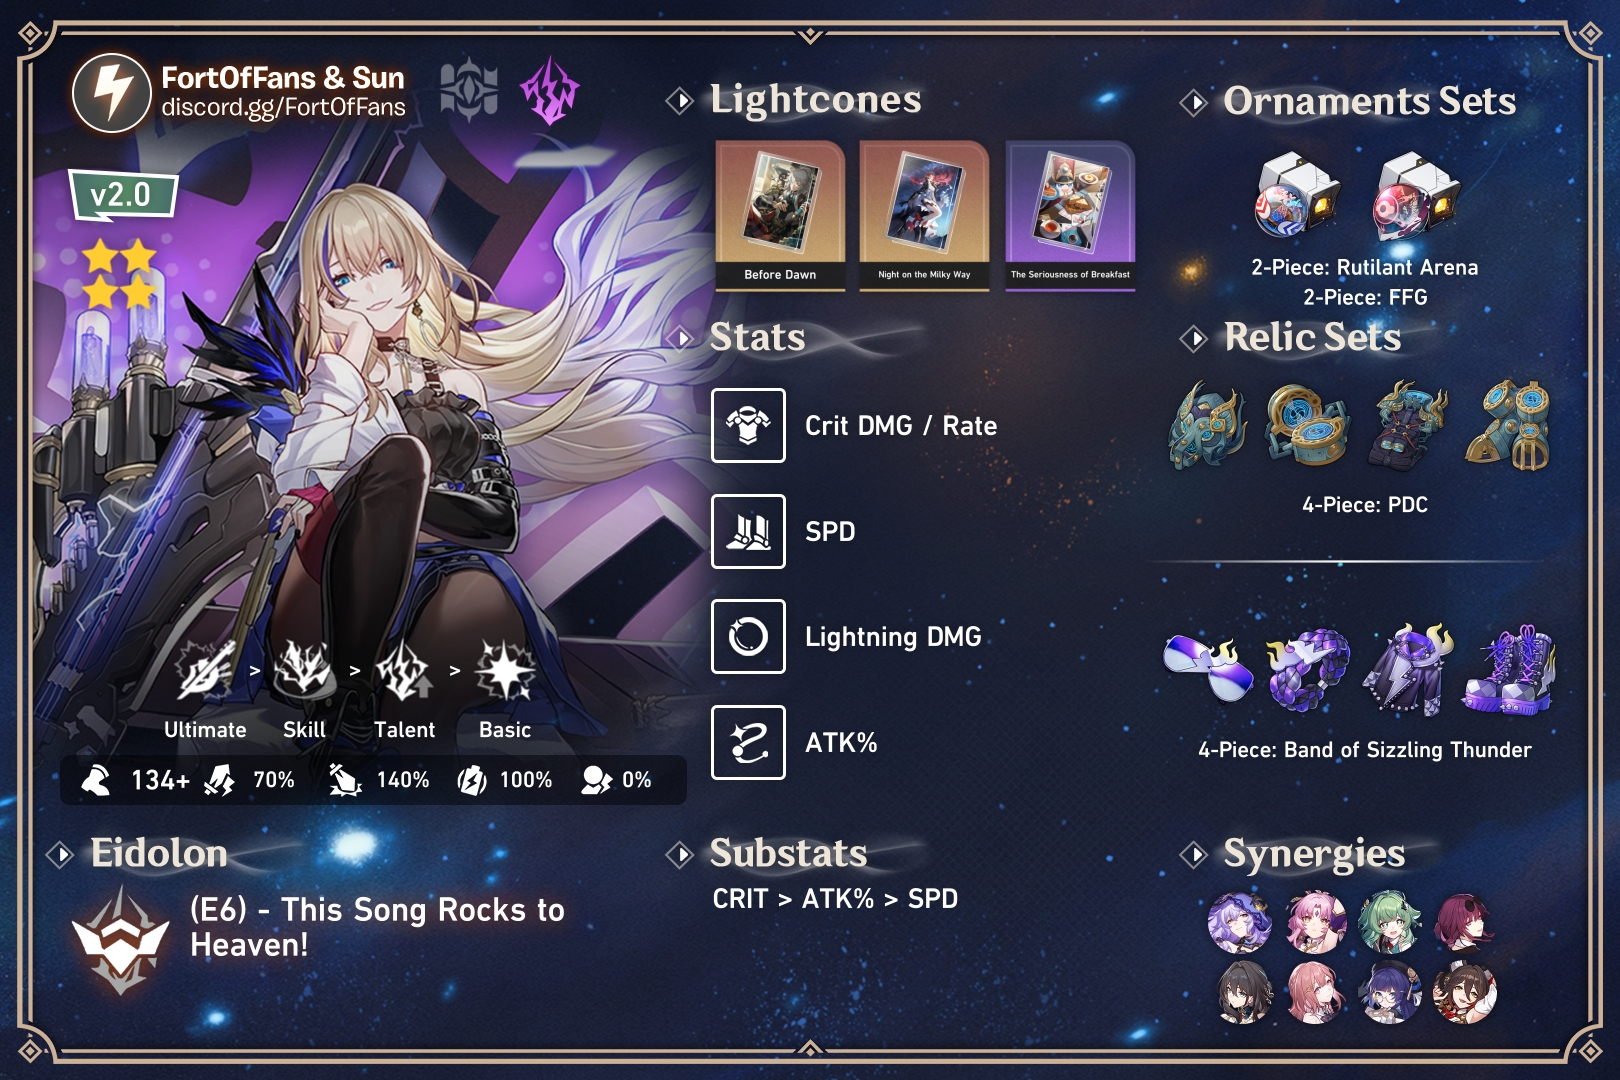 FortOfFans & Sun
discord.gg/FortOfFans
v2.0
Ultimate > Skill > Talent > Basic
134+ 70% 140% 100% 0%
Eidolon
(E6) - This Song Rocks to
Heaven!
Lightcones
Before Dawn
Night on the Milky Way
The Seriousness of Breakfast
Stats
Crit DMG / Rate
SPD
Lightning DMG
ATK%
Substats
CRIT > ATK% > SPD
Ornaments Sets
2-Piece: Rutilant Arena
2-Piece: FFG
Relic Sets
4-Piece: PDC
4-Piece: Band of Sizzling Thunder
Synergies